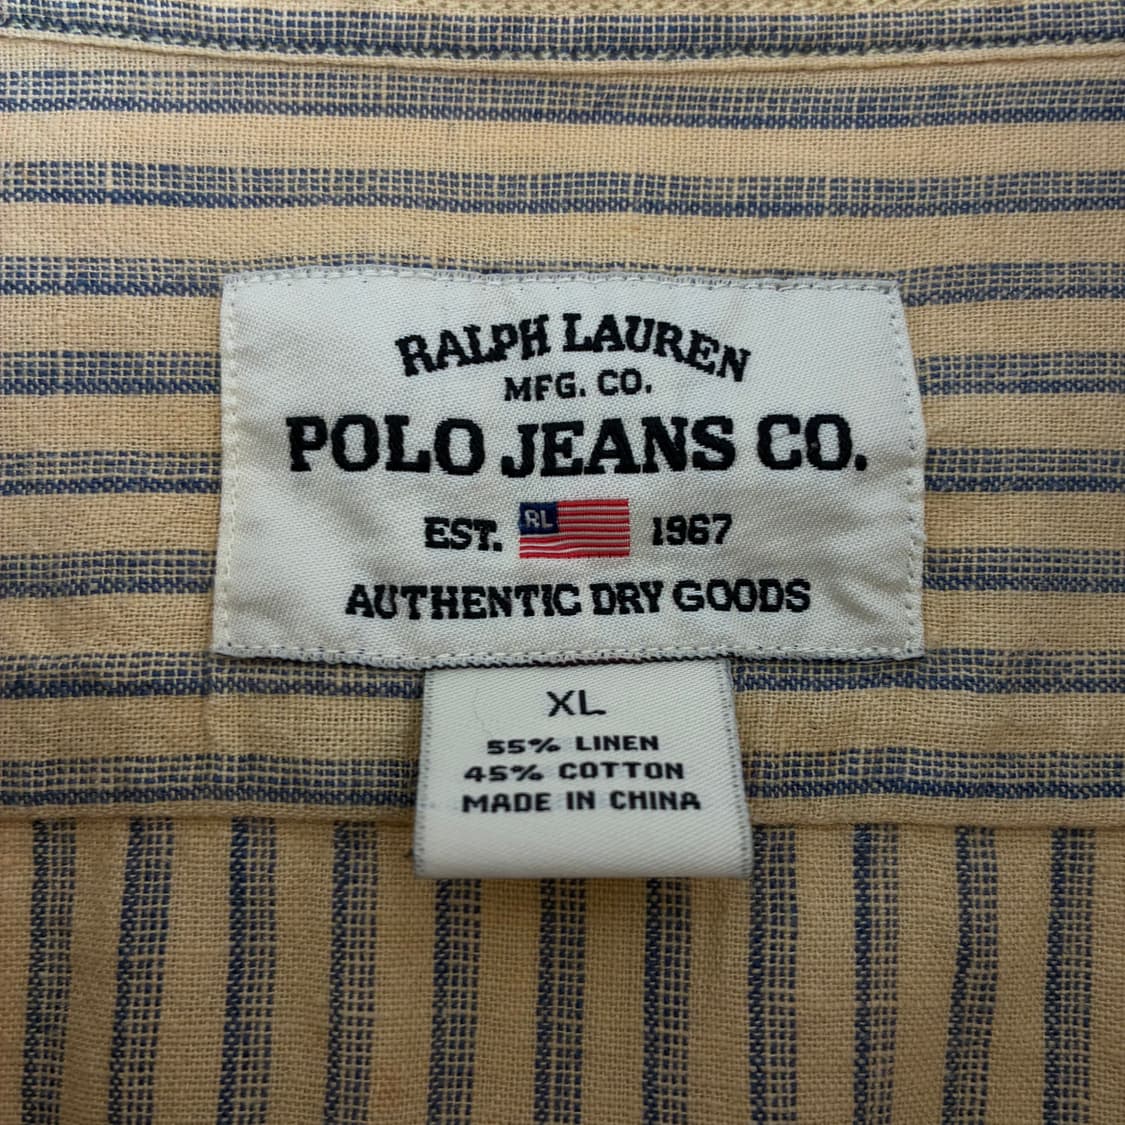 RALPH LAUREN
MFG. CO.
POLO JEANS CO.
EST. RL 1967
AUTHENTIC DRY GOODS
XL
55% LINEN
45% COTTON
MADE IN CHINA